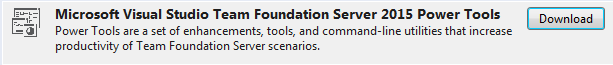 Microsoft Visual Studio Team Foundation Server 2015 Power Tools
Download
Power Tools are a set of enhancements, tools, and command-line utilities that increase
productivity of Team Foundation Server scenarios.